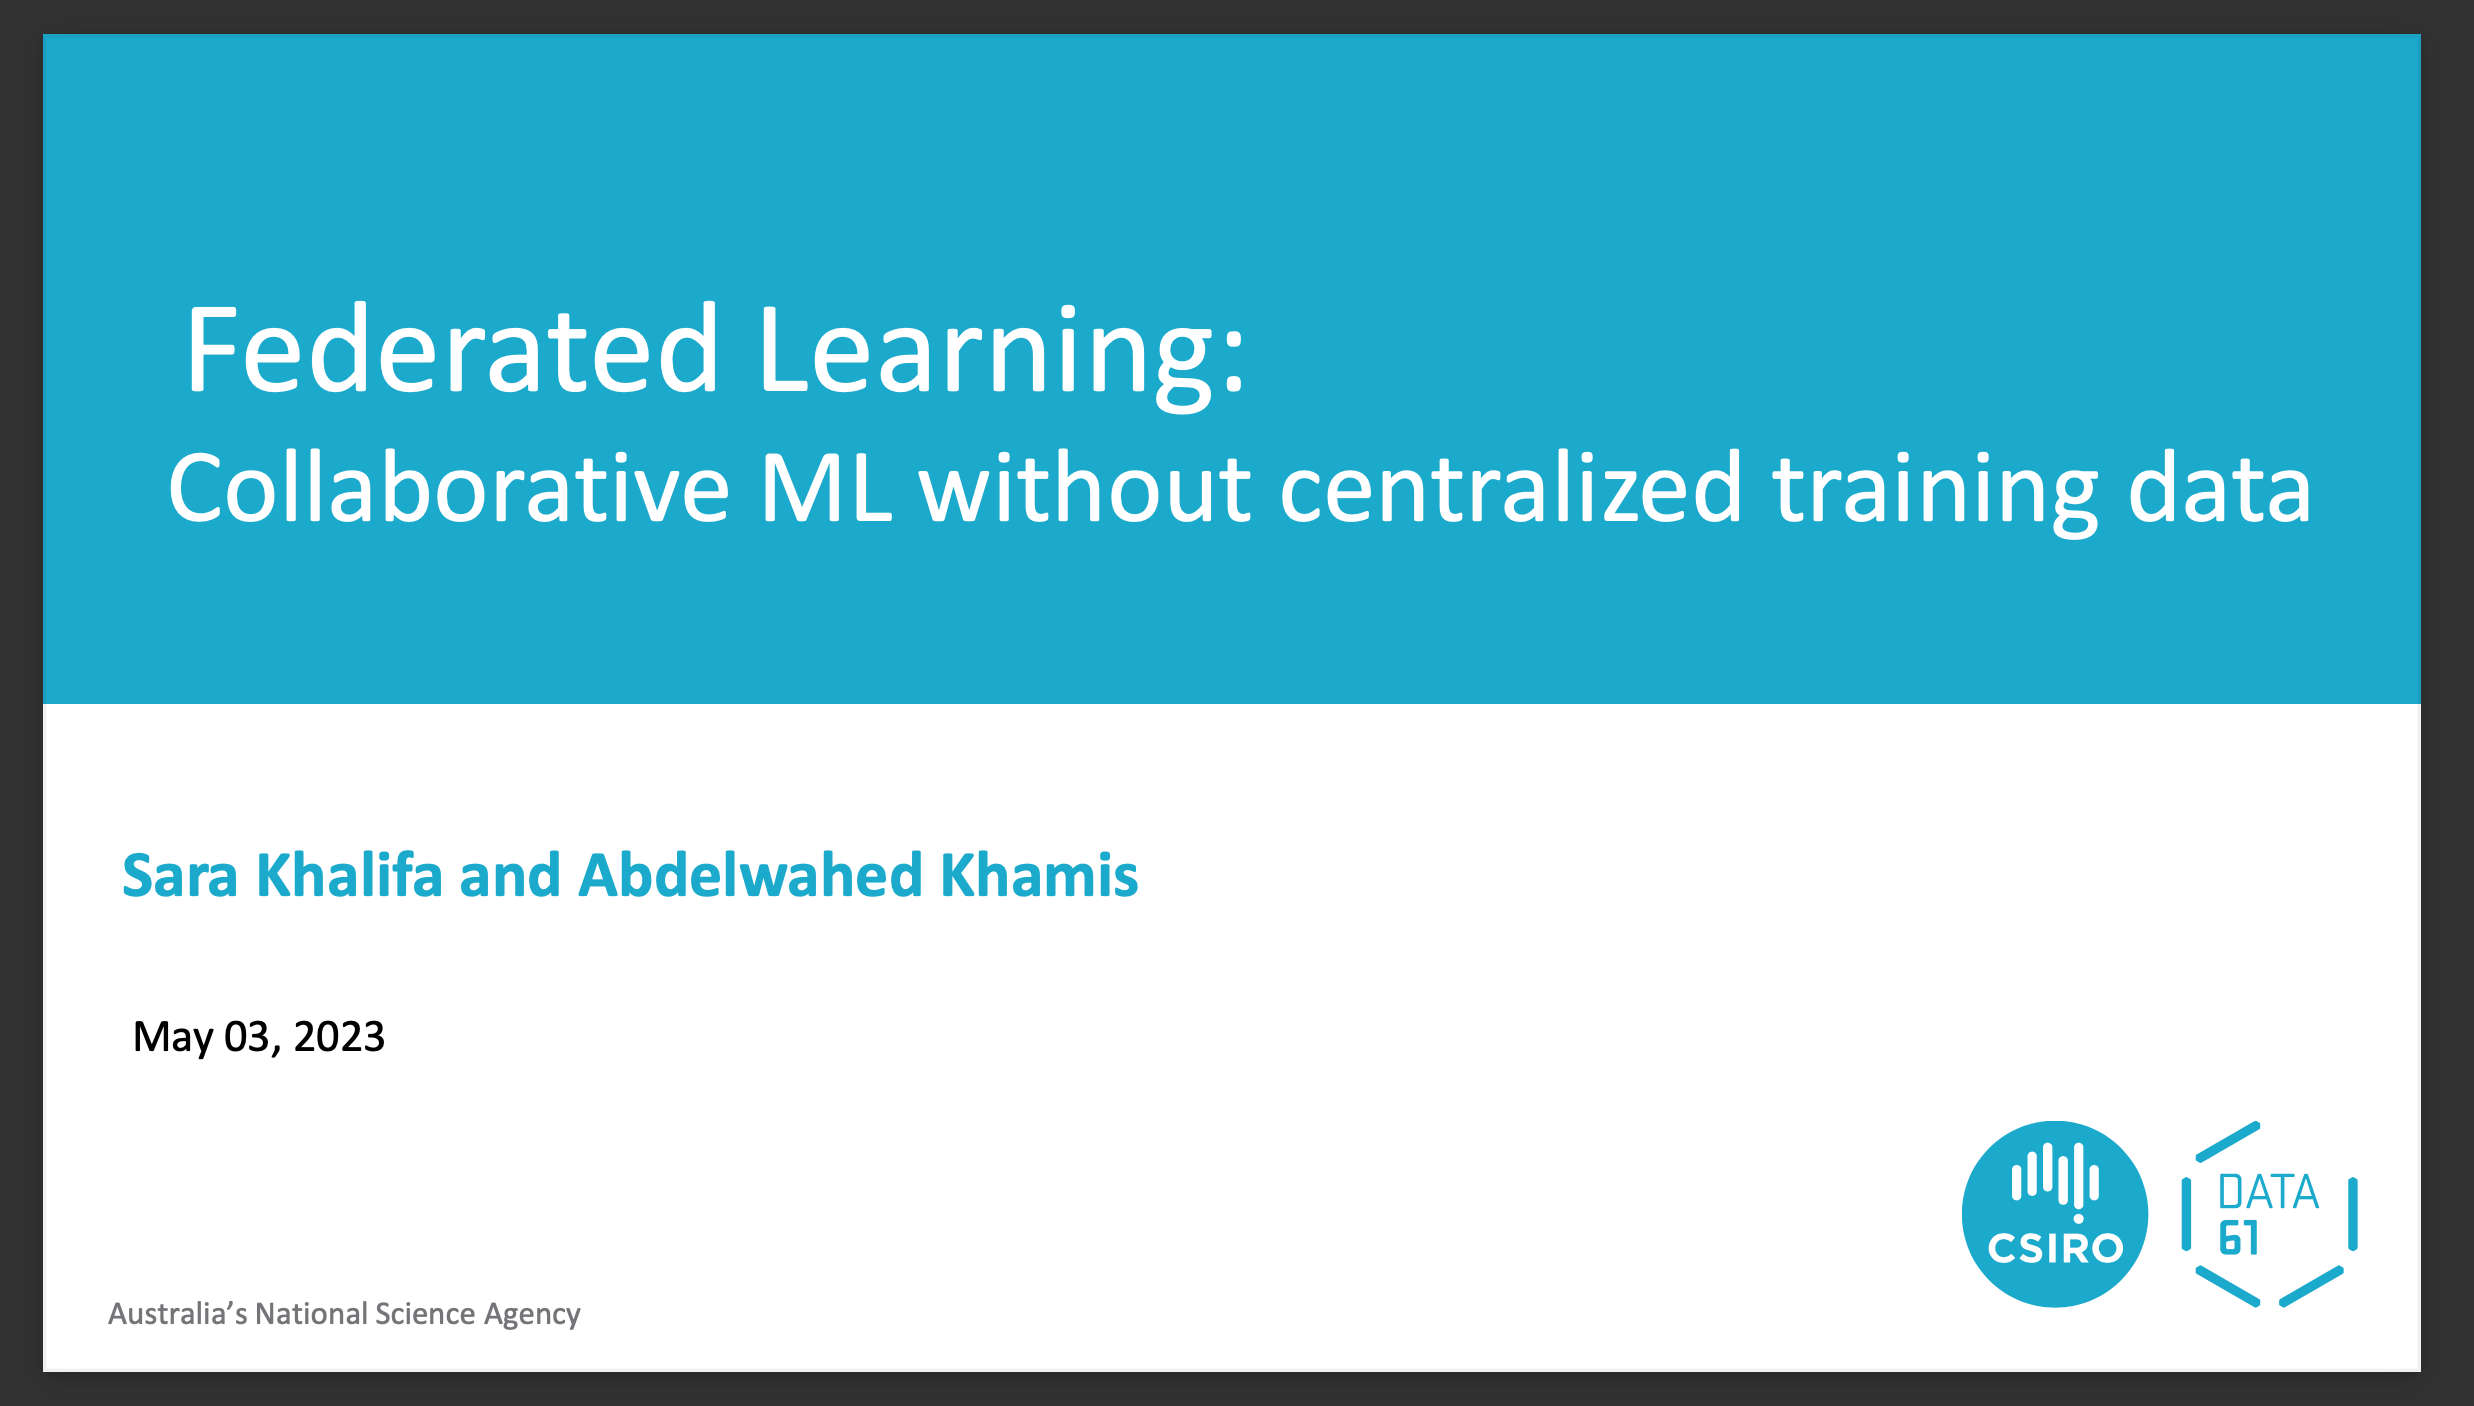 Federated Learning:
Collaborative ML without centralized training data
Sara Khalifa and Abdelwahed Khamis
May 03, 2023
CSIRO
DATA
61
Australia’s National Science Agency